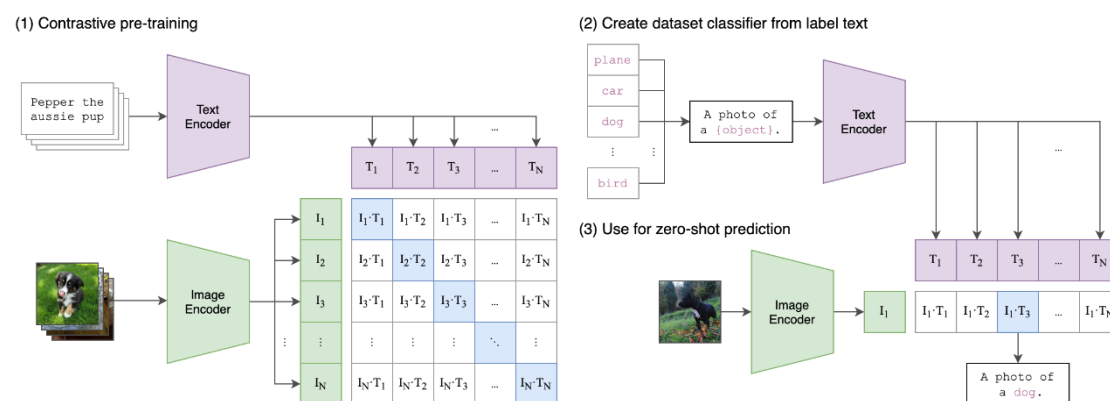 (1) Contrastive pre-training
Pepper the
aussie pup
Text
Encoder
...
T1 T2 T3 ... TN
I1 I1·T1 I1·T2 I1·T3 ... I1·TN
I2 I2·T1 I2·T2 I2·T3 ... I2·TN
Image
Encoder
I3 I3·T1 I3·T2 I3·T3 ... I3·TN
⋮ ⋮ ⋮ ⋮ ⋮ ⋱ ⋮
IN IN·T1 IN·T2 IN·T3 ... IN·TN
(2) Create dataset classifier from label text
plane
car
dog
⋮ ⋮
bird
A photo of
a {object}.
Text
Encoder
...
(3) Use for zero-shot prediction
T1 T2 T3 ... TN
Image
Encoder
I1 I1·T1 I1·T2 I1·T3 ... I1·TN
A photo of
a dog.